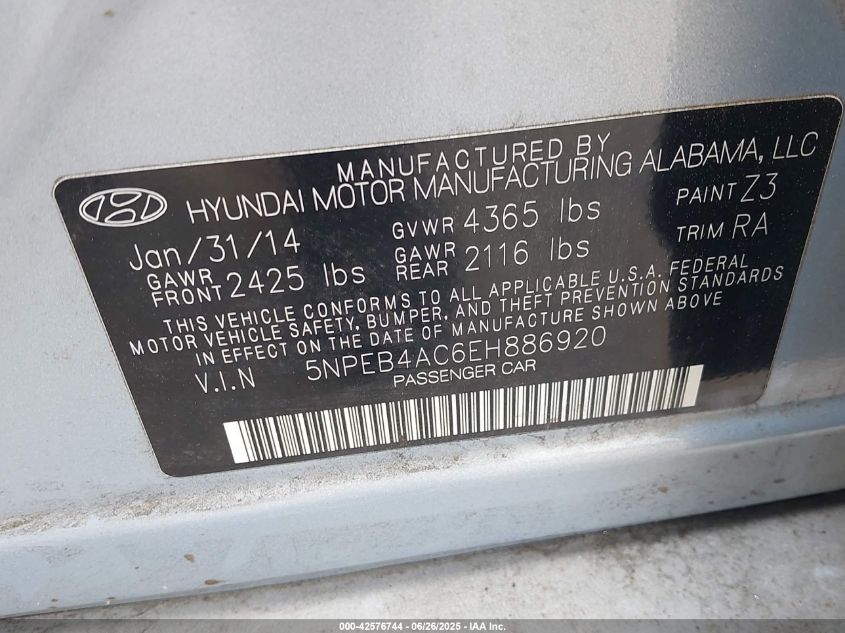 MANUFACTURED BY
HYUNDAI MOTOR MANUFACTURING ALABAMA, LLC
Jan/31/14 GVWR 4365 lbs PAINT Z3
GAWR FRONT 2425 lbs GAWR REAR 2116 lbs TRIM RA
THIS VEHICLE CONFORMS TO ALL APPLICABLE U.S.A. FEDERAL
MOTOR VEHICLE SAFETY, BUMPER, AND THEFT PREVENTION STANDARDS
IN EFFECT ON THE DATE OF MANUFACTURE SHOWN ABOVE
V.I.N 5NPEB4AC6EH886920
PASSENGER CAR
000-42576744 - 06/26/2025 - IAA Inc.